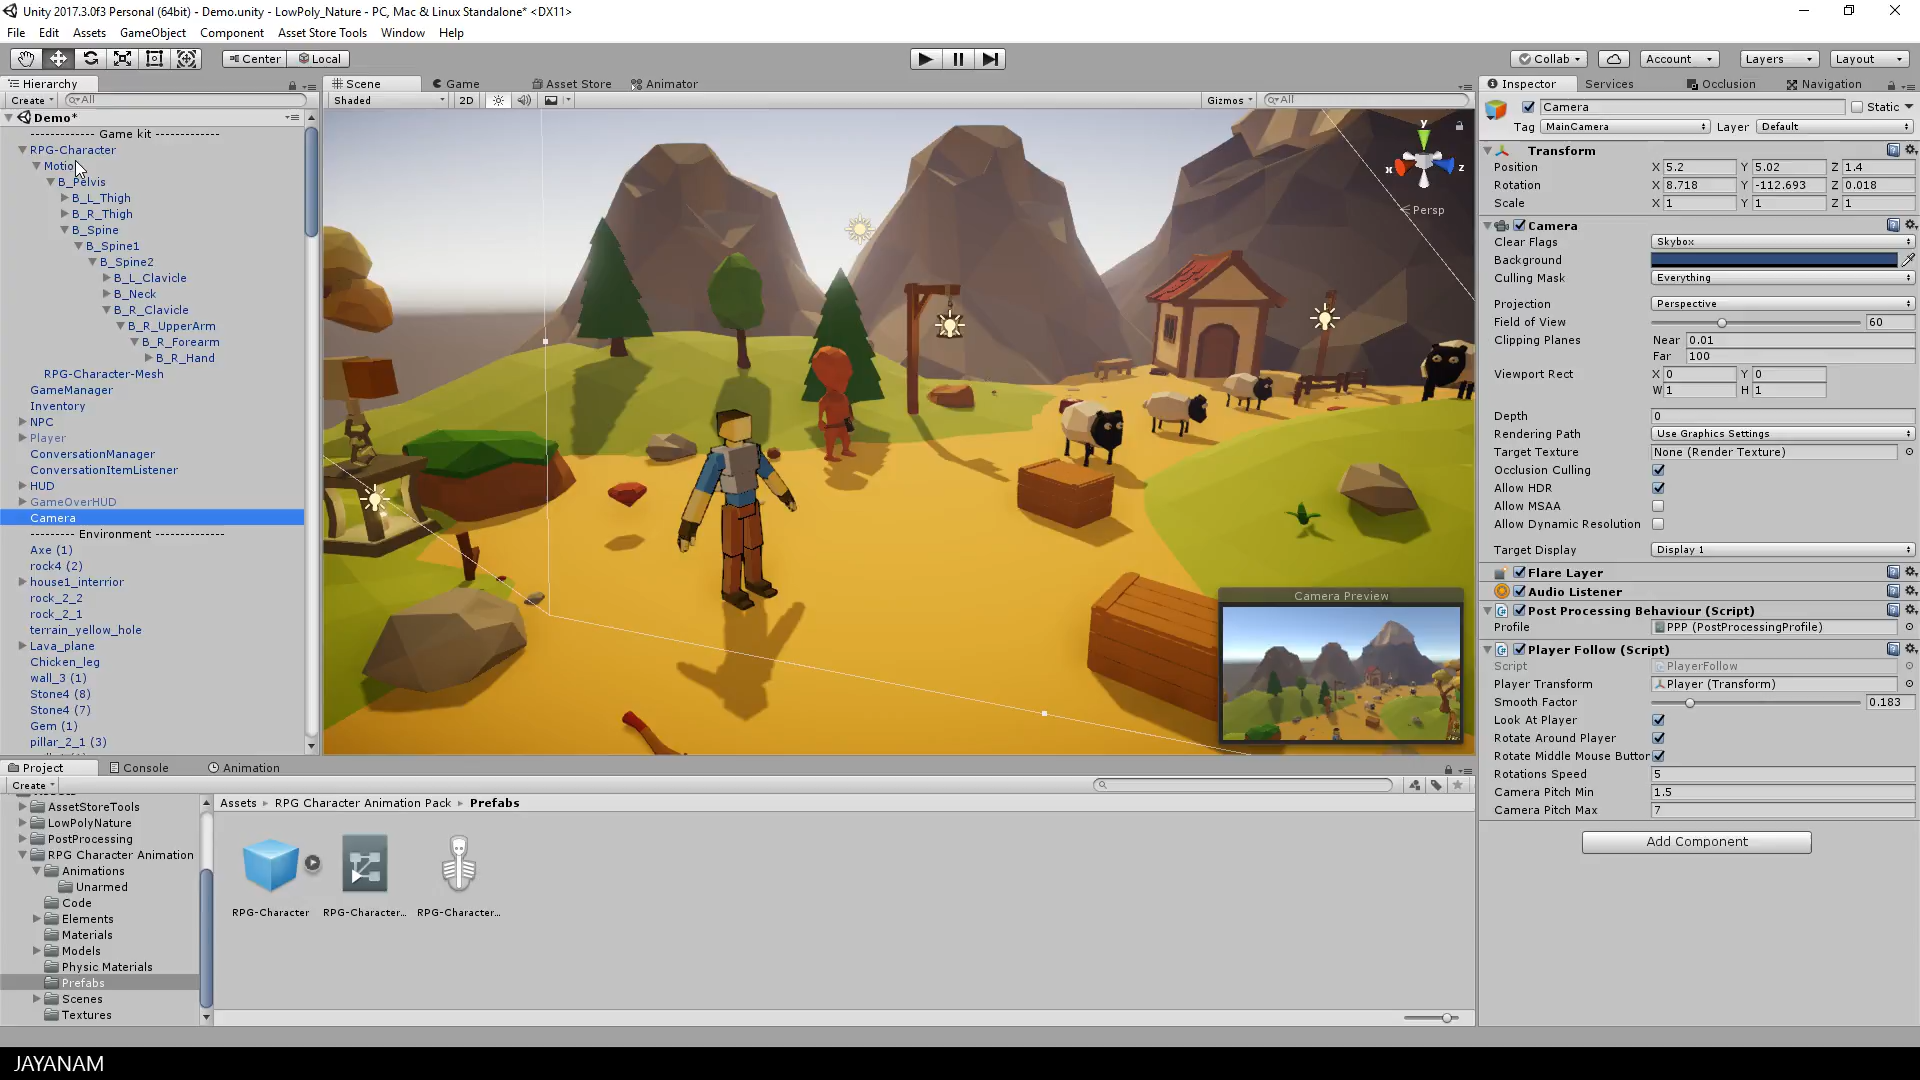 Unity 2017.3.0f3 Personal (64bit) - Demo.unity - LowPoly_Nature - PC, Mac & Linux Standalone* <DX11>
File Edit Assets GameObject Component Asset Store Tools Window Help
Center Local Collab Account Layers Layout
Hierarchy
Create All
Demo*
------------- Game kit -------------
RPG-Character
Motio
B_Pelvis
B_L_Thigh
B_R_Thigh
B_Spine
B_Spine1
B_Spine2
B_L_Clavicle
B_Neck
B_R_Clavicle
B_R_UpperArm
B_R_Forearm
B_R_Hand
RPG-Character-Mesh
GameManager
Inventory
NPC
Player
ConversationManager
ConversationItemListener
HUD
GameOverHUD
Camera
--------- Environment --------------
Axe (1)
rock4 (2)
house1_interrior
rock_2_2
rock_2_1
terrain_yellow_hole
Lava_plane
Chicken_leg
wall_3 (1)
Stone4 (8)
Stone4 (7)
Gem (1)
pillar_2_1 (3)
Scene Game Asset Store Animator
Shaded 2D Gizmos All
y
x z
Persp
Camera Preview
Inspector Services Occlusion Navigation
Camera Static
Tag MainCamera Layer Default
Transform
Position X 5.2 Y 5.02 Z 1.4
Rotation X 8.718 Y -112.693 Z 0.018
Scale X 1 Y 1 Z 1
Camera
Clear Flags Skybox
Background
Culling Mask Everything
Projection Perspective
Field of View 60
Clipping Planes Near 0.01
Far 100
Viewport Rect X 0 Y 0
W 1 H 1
Depth 0
Rendering Path Use Graphics Settings
Target Texture None (Render Texture)
Occlusion Culling
Allow HDR
Allow MSAA
Allow Dynamic Resolution
Target Display Display 1
Flare Layer
Audio Listener
Post Processing Behaviour (Script)
Profile PPP (PostProcessingProfile)
Player Follow (Script)
Script PlayerFollow
Player Transform Player (Transform)
Smooth Factor 0.183
Look At Player
Rotate Around Player
Rotate Middle Mouse Buttor
Rotations Speed 5
Camera Pitch Min 1.5
Camera Pitch Max 7
Add Component
Project Console Animation
Create
AssetStoreTools
LowPolyNature
PostProcessing
RPG Character Animation
Animations
Unarmed
Code
Elements
Materials
Models
Physic Materials
Prefabs
Scenes
Textures
Assets RPG Character Animation Pack Prefabs
RPG-Character RPG-Character... RPG-Character...
JAYANAM